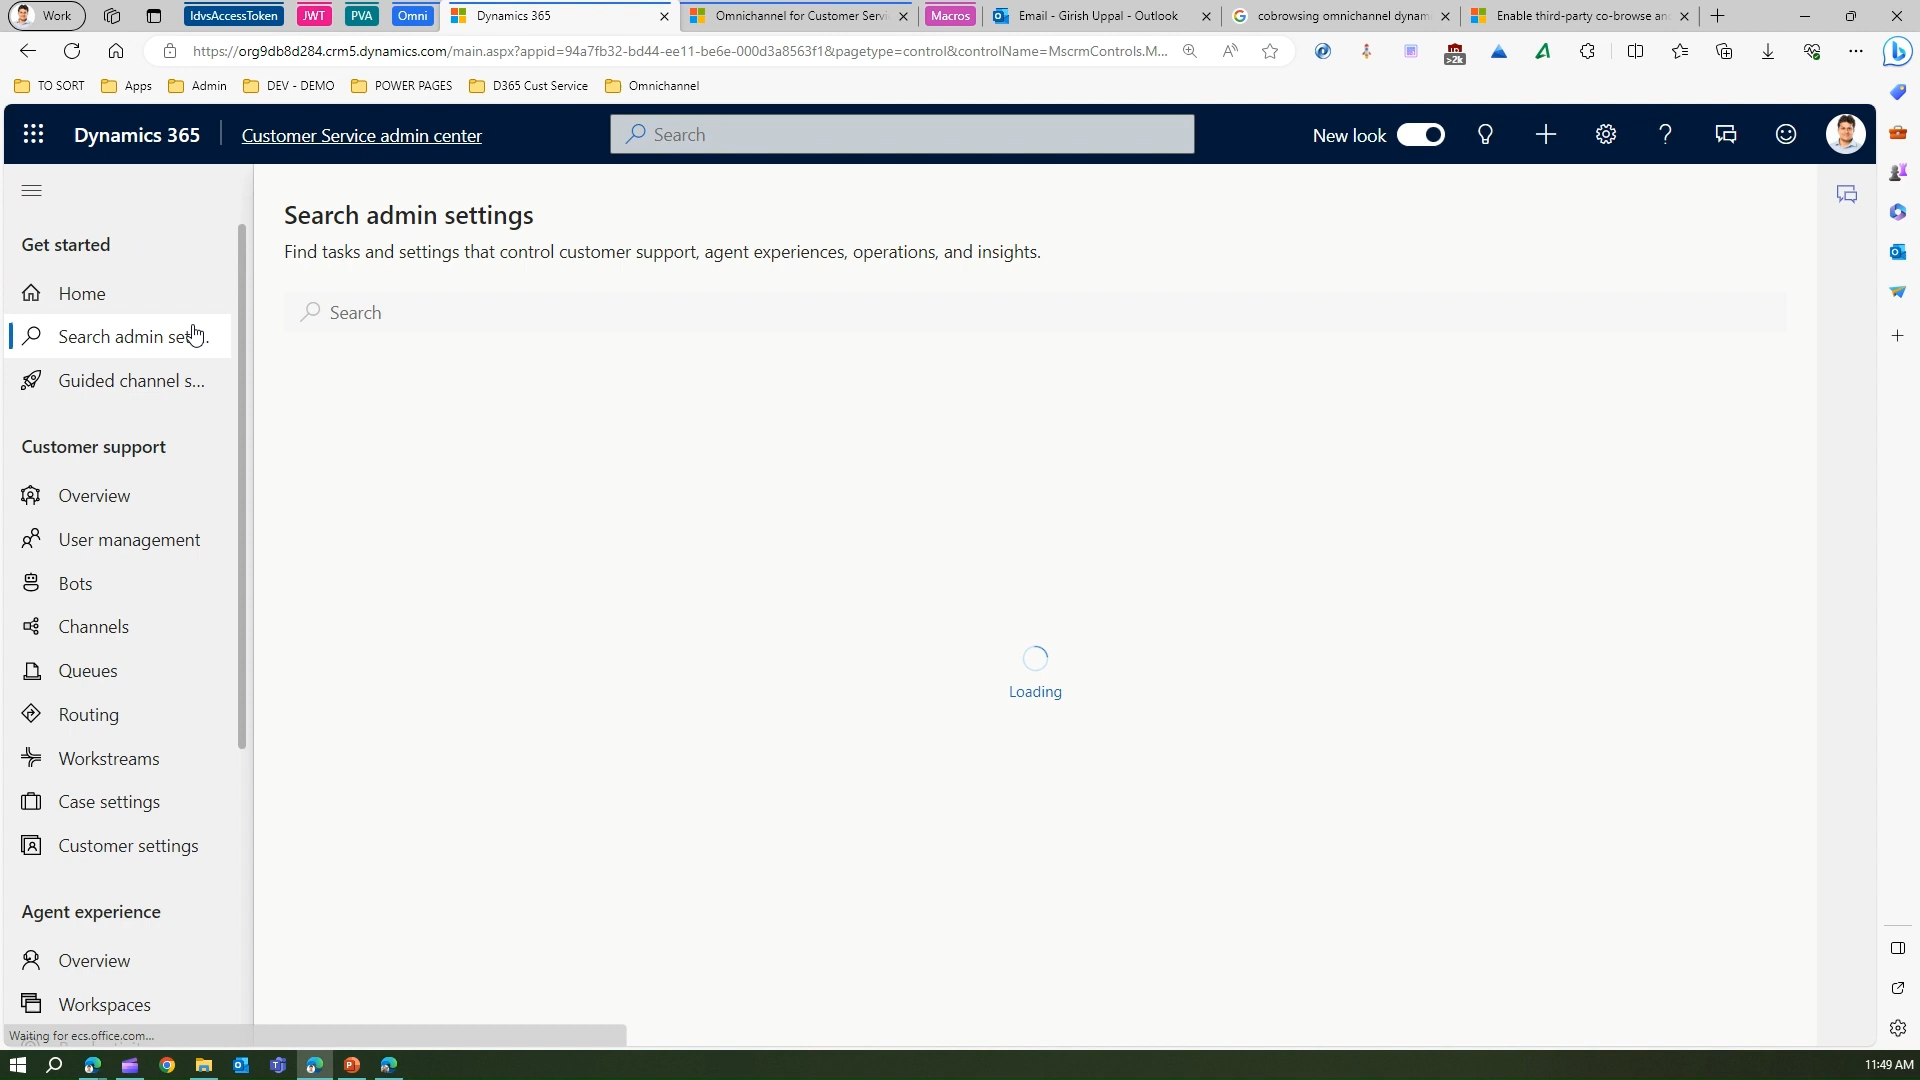 Work
IdvsAccessToken
JWT
PVA
Omni
Dynamics 365
Omnichannel for Customer Servi
Macros
Email - Girish Uppal - Outlook
cobrowsing omnichannel dynam
Enable third-party co-browse an
https://org9db8d284.crm5.dynamics.com/main.aspx?appid=94a7fb32-bd44-ee11-be6e-000d3a8563f1&pagetype=control&controlName=MscrmControls.M...
>2k
TO SORT
Apps
Admin
DEV - DEMO
POWER PAGES
D365 Cust Service
Omnichannel
Dynamics 365
Customer Service admin center
Search
New look
Get started
Home
Search admin set...
Guided channel s...
Customer support
Overview
User management
Bots
Channels
Queues
Routing
Workstreams
Case settings
Customer settings
Agent experience
Overview
Workspaces
Search admin settings
Find tasks and settings that control customer support, agent experiences, operations, and insights.
Search
Loading
Waiting for ecs.office.com...
11:49 AM